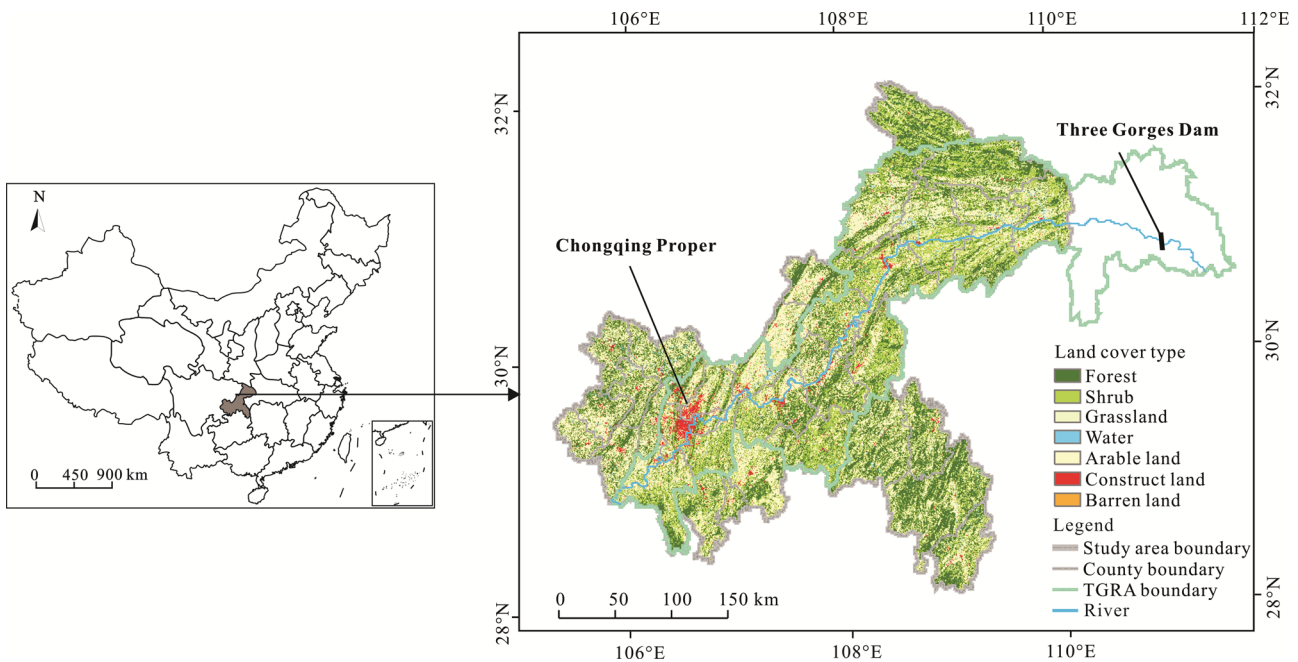 106°E
108°E
110°E
112°E
32°N
32°N
Three Gorges Dam
N
Chongqing Proper
30°N
30°N
Land cover type
Forest
Shrub
Grassland
Water
Arable land
Construct land
Barren land
Legend
Study area boundary
County boundary
TGRA boundary
River
0 450 900 km
0 50 100 150 km
28°N
28°N
106°E
108°E
110°E